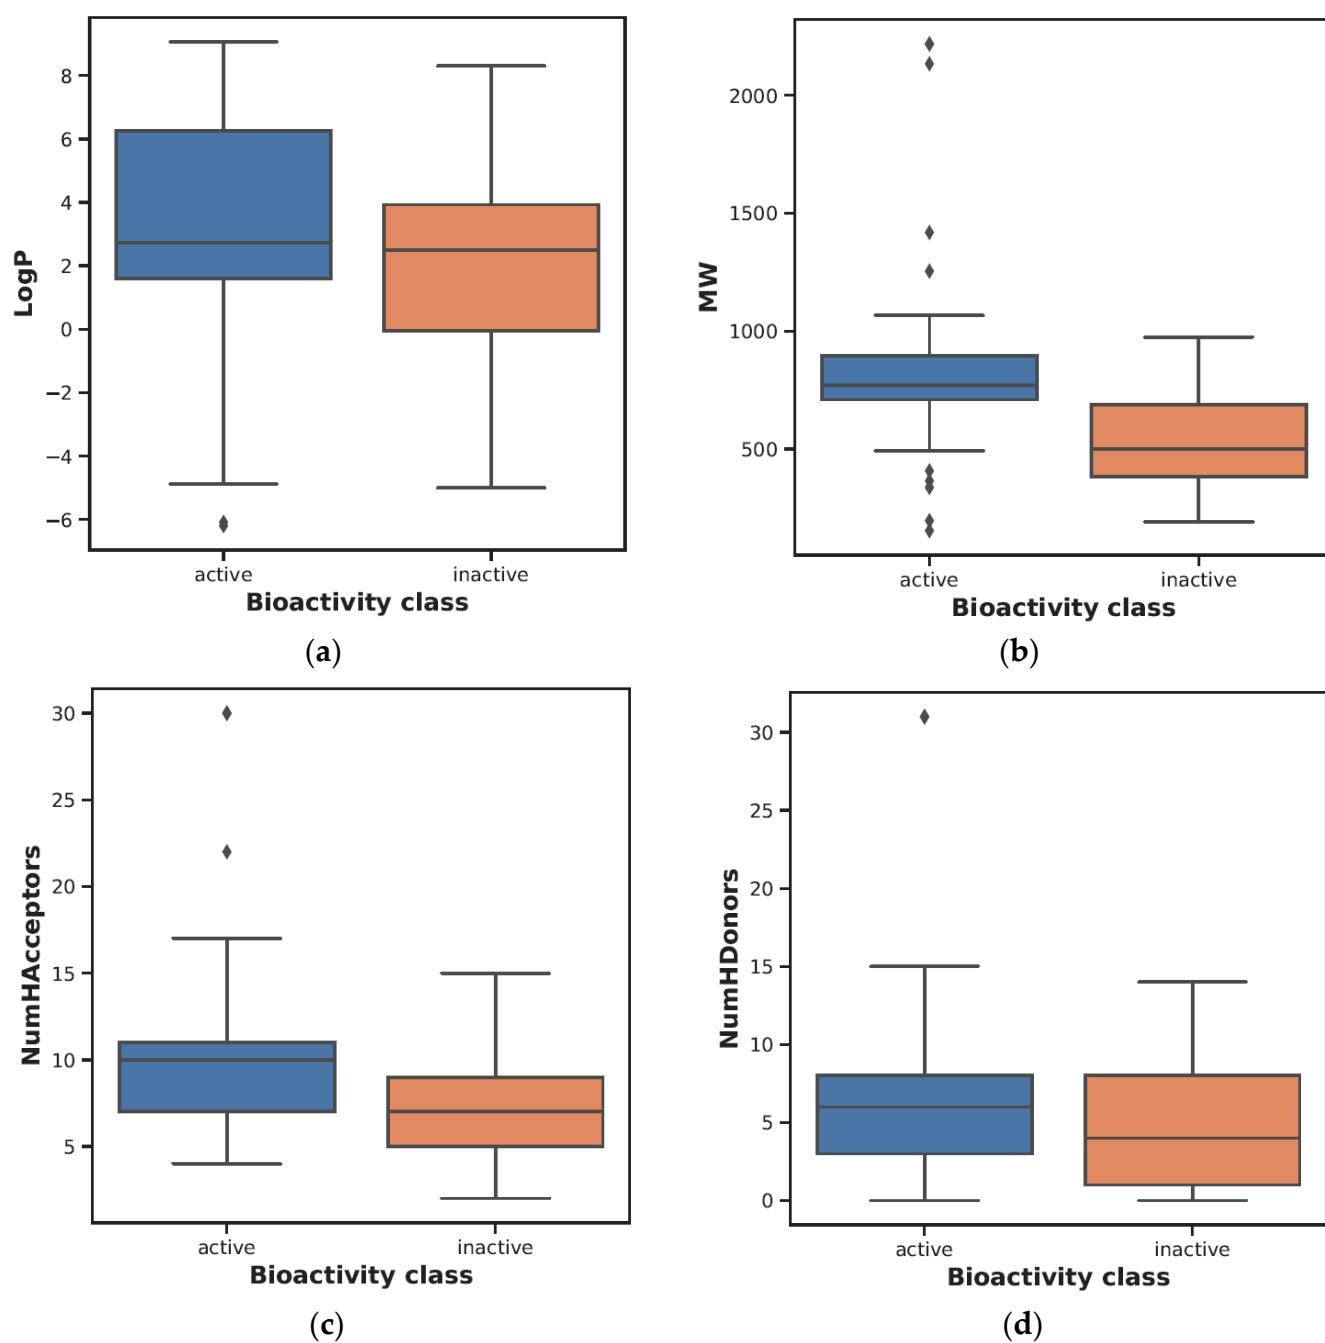 8
6
4
2
0
−2
−4
−6
LogP
active inactive
Bioactivity class
(a)
2000
1500
1000
500
MW
active inactive
Bioactivity class
(b)
30
25
20
15
10
5
NumHAcceptors
active inactive
Bioactivity class
(c)
30
25
20
15
10
5
0
NumHDonors
active inactive
Bioactivity class
(d)